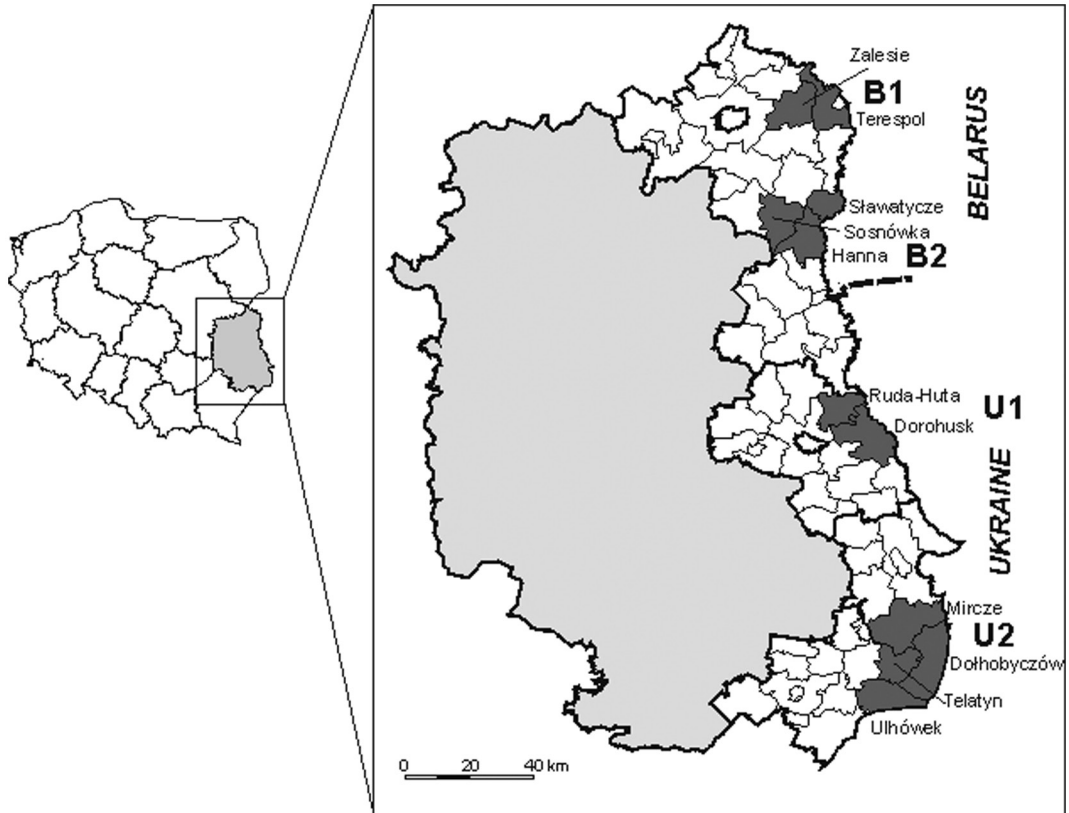 Zalesie
B1
Terespol
BELARUS
Sławatycze
Sosnówka
Hanna B2
Ruda-Huta
U1
Dorohusk
UKRAINE
Mircze
U2
Dołhobyczów
Telatyn
Ulhówek
0 20 40 km